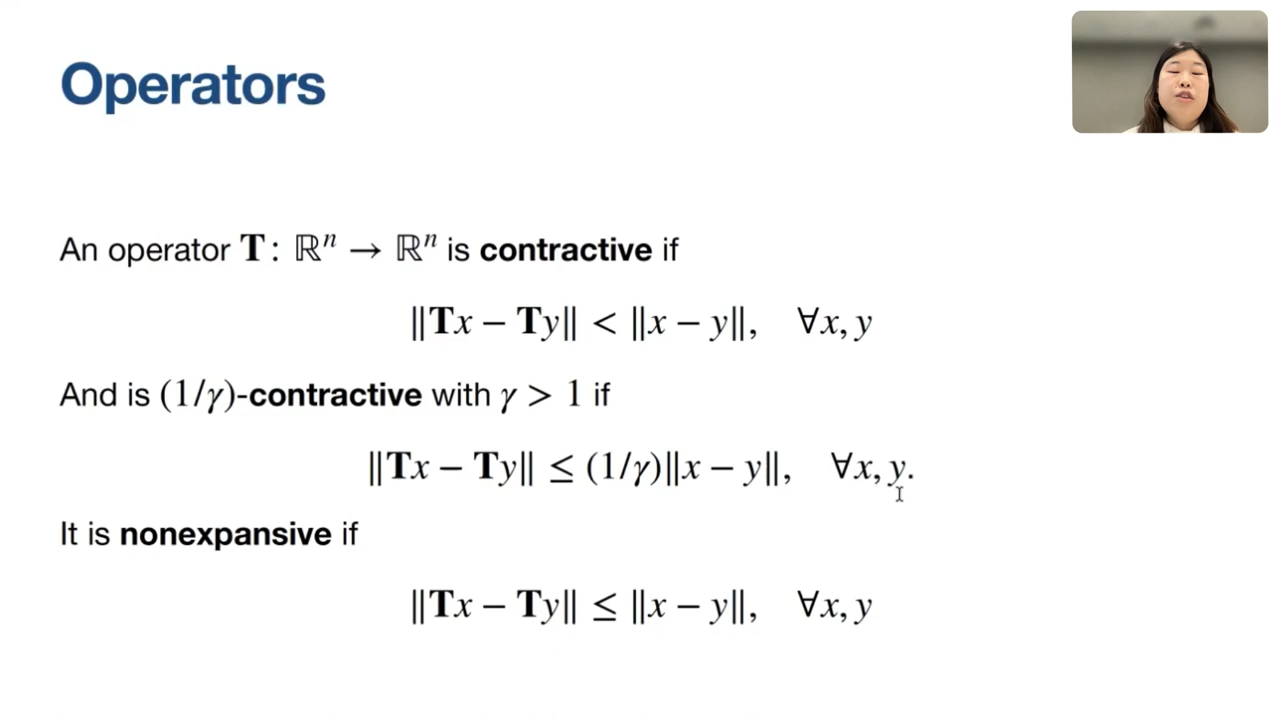 Operators
An operator T: ℝⁿ → ℝⁿ is contractive if
‖Tx − Ty‖ < ‖x − y‖, ∀x, y
And is (1/γ)-contractive with γ > 1 if
‖Tx − Ty‖ ≤ (1/γ)‖x − y‖, ∀x, y.
It is nonexpansive if
‖Tx − Ty‖ ≤ ‖x − y‖, ∀x, y